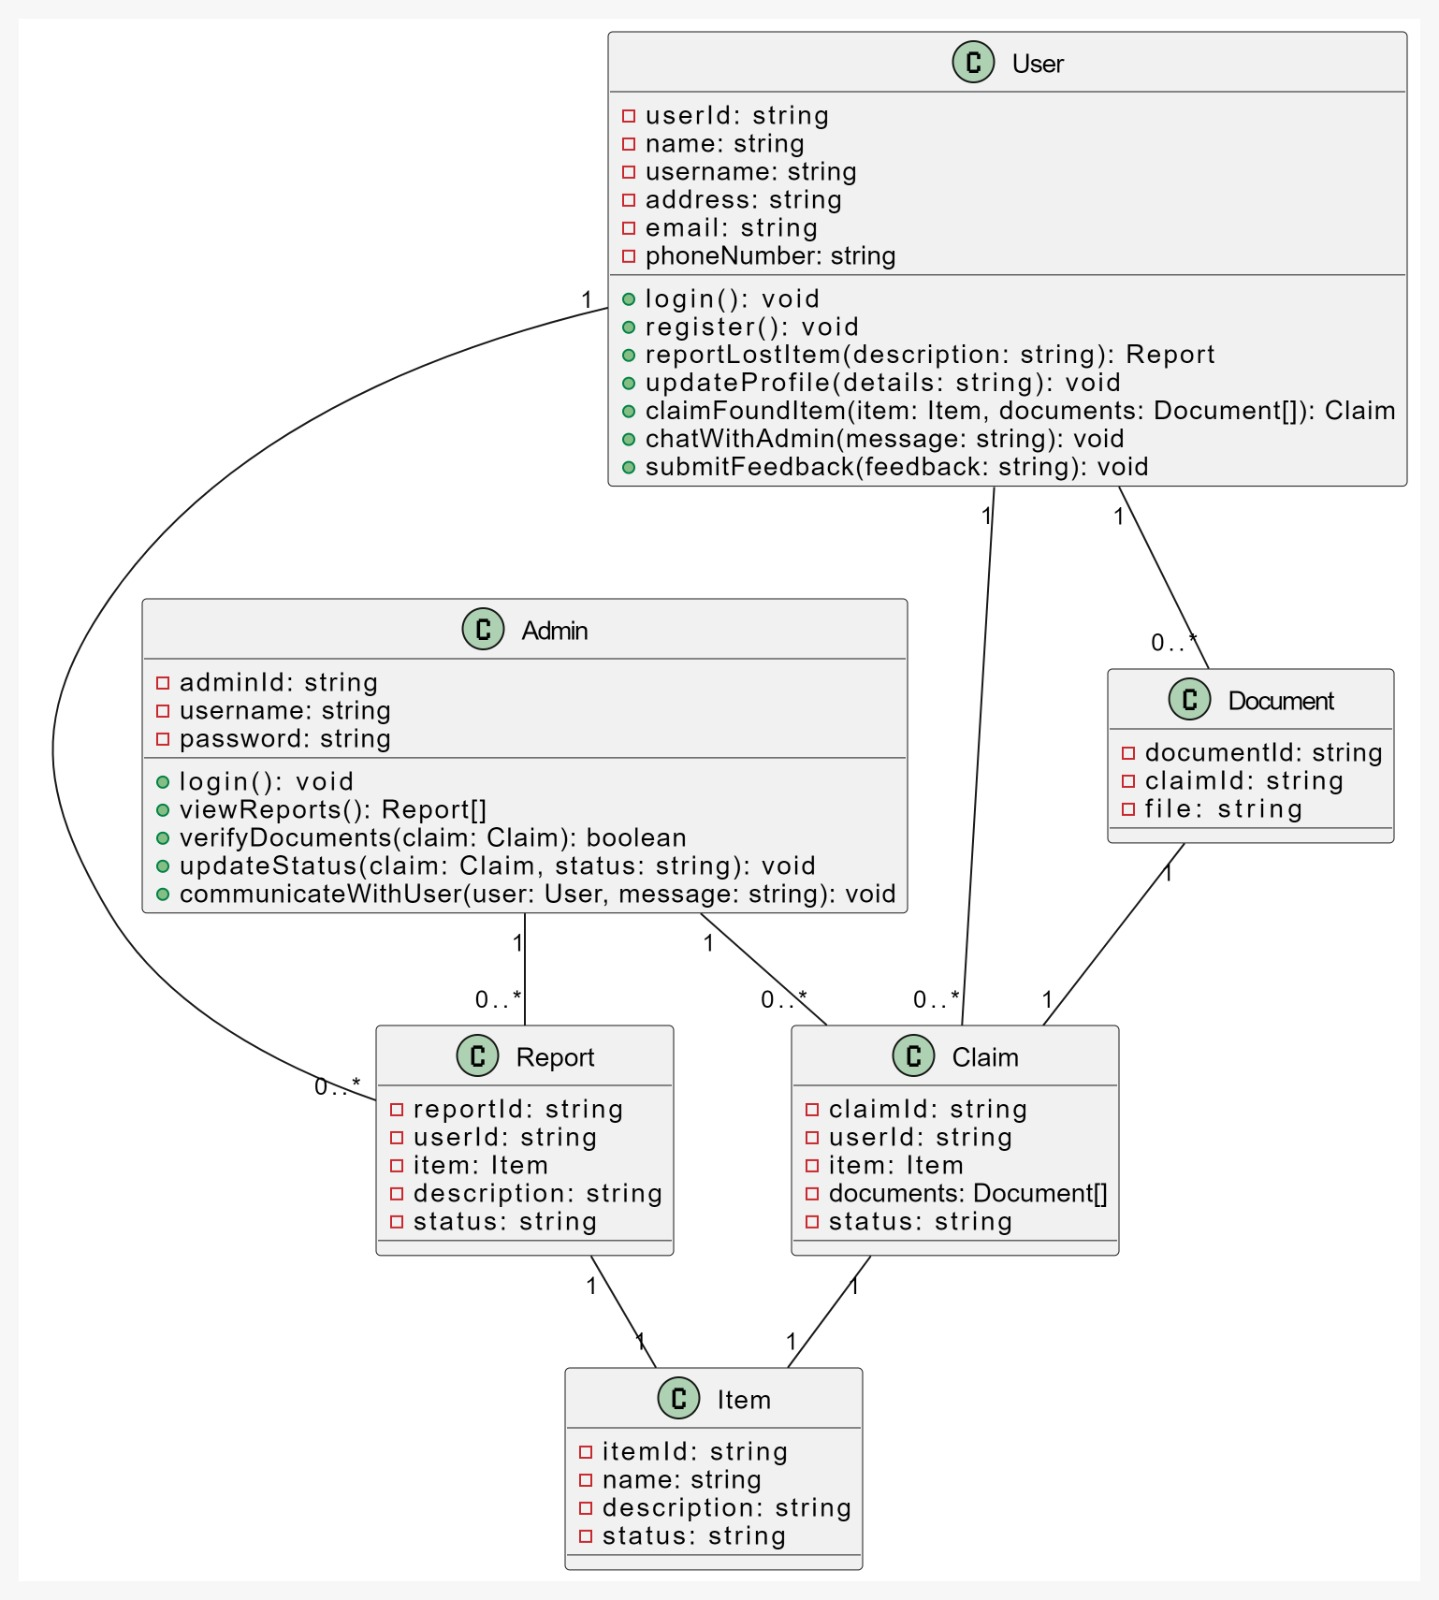 C User
userId: string
name: string
username: string
address: string
email: string
phoneNumber: string
1
login(): void
register(): void
reportLostItem(description: string): Report
updateProfile(details: string): void
claimFoundItem(item: Item, documents: Document[]): Claim
chatWithAdmin(message: string): void
submitFeedback(feedback: string): void
1
1
0..*
C Admin
adminId: string
username: string
password: string
login(): void
viewReports(): Report[]
verifyDocuments(claim: Claim): boolean
updateStatus(claim: Claim, status: string): void
communicateWithUser(user: User, message: string): void
C Document
documentId: string
claimId: string
file: string
1
1
1
0..*
0..*
0..*
1
0..*
C Report
reportId: string
userId: string
item: Item
description: string
status: string
C Claim
claimId: string
userId: string
item: Item
documents: Document[]
status: string
1
1
1
1
C Item
itemId: string
name: string
description: string
status: string